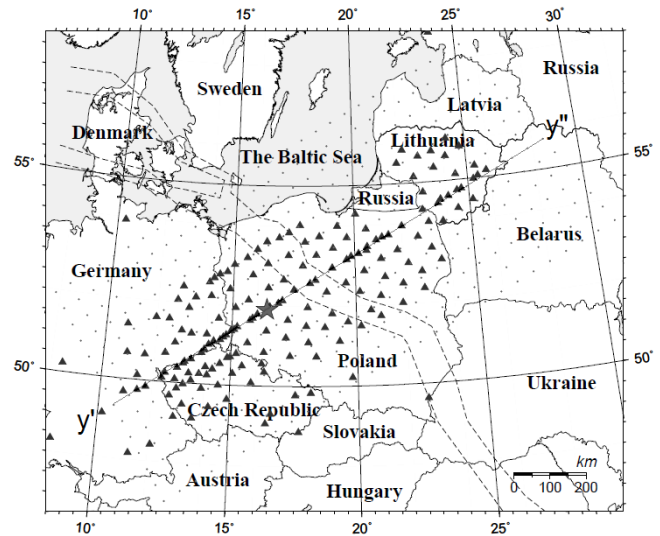 10° 15° 20° 25° 30°
Russia
Sweden
Latvia
Denmark
y"
Lithuania
The Baltic Sea
55° 55°
Russia
Belarus
Germany
50° Poland 50°
Ukraine
y' Czech Republic
Slovakia
km
Austria
0 100 200
Hungary
10° 15° 20° 25°